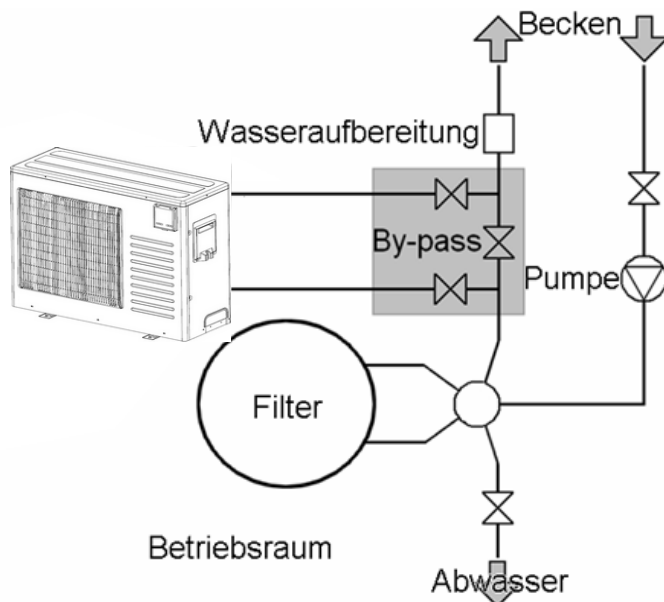 Becken
Wasseraufbereitung
By-pass
Pumpe
Filter
Betriebsraum
Abwasser